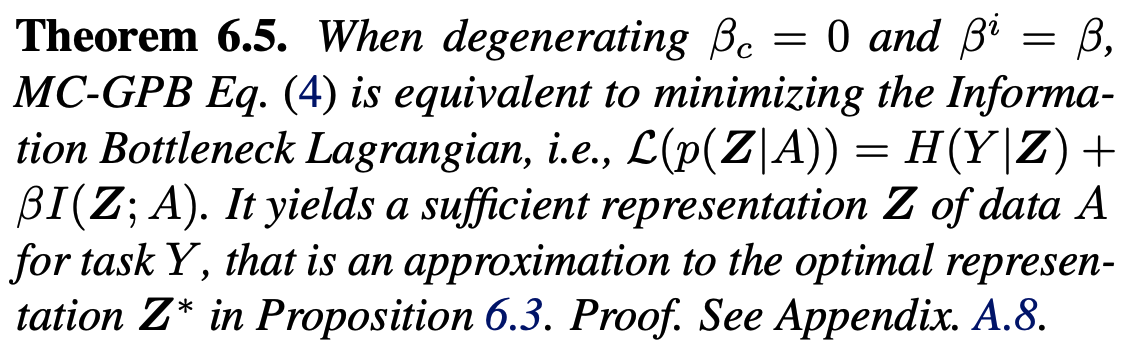 Theorem 6.5. When degenerating β_c = 0 and β^i = β,
MC-GPB Eq. (4) is equivalent to minimizing the Informa-
tion Bottleneck Lagrangian, i.e., ℒ(p(Z|A)) = H(Y|Z) +
βI(Z; A). It yields a sufficient representation Z of data A
for task Y, that is an approximation to the optimal represen-
tation Z* in Proposition 6.3. Proof. See Appendix. A.8.